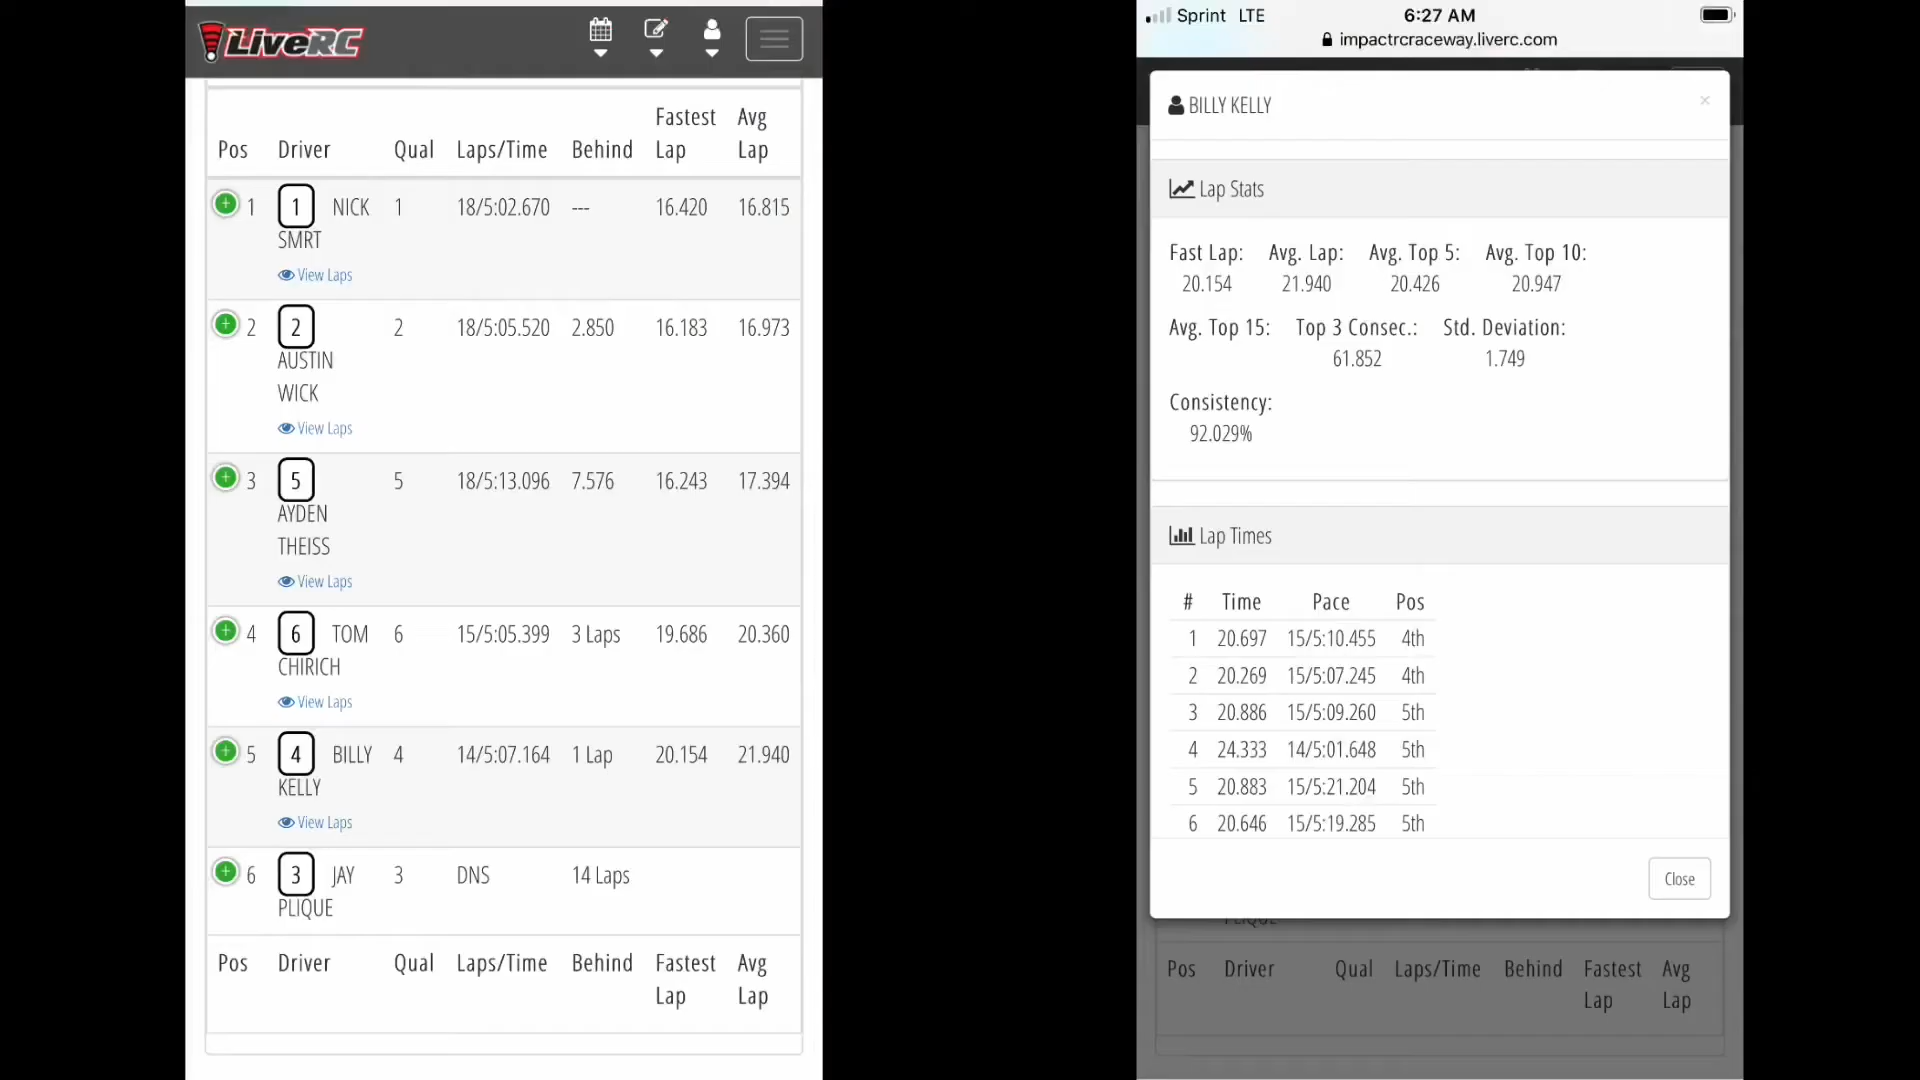 LiveRC
Pos Driver Qual Laps/Time Behind Fastest Lap Avg Lap
1 1 NICK SMRT 1 18/5:02.670 --- 16.420 16.815
View Laps
2 2 AUSTIN WICK 2 18/5:05.520 2.850 16.183 16.973
View Laps
3 5 AYDEN THEISS 5 18/5:13.096 7.576 16.243 17.394
View Laps
4 6 TOM CHIRICH 6 15/5:05.399 3 Laps 19.686 20.360
View Laps
5 4 BILLY KELLY 4 14/5:07.164 1 Lap 20.154 21.940
View Laps
6 3 JAY PLIQUE 3 DNS 14 Laps
Pos Driver Qual Laps/Time Behind Fastest Lap Avg Lap
Sprint LTE 6:27 AM
impactrcraceway.liverc.com
BILLY KELLY ×
Lap Stats
Fast Lap: Avg. Lap: Avg. Top 5: Avg. Top 10:
20.154 21.940 20.426 20.947
Avg. Top 15: Top 3 Consec.: Std. Deviation:
61.852 1.749
Consistency:
92.029%
Lap Times
# Time Pace Pos
1 20.697 15/5:10.455 4th
2 20.269 15/5:07.245 4th
3 20.886 15/5:09.260 5th
4 24.333 14/5:01.648 5th
5 20.883 15/5:21.204 5th
6 20.646 15/5:19.285 5th
Close
PLIQUE
Pos Driver Qual Laps/Time Behind Fastest Lap Avg Lap